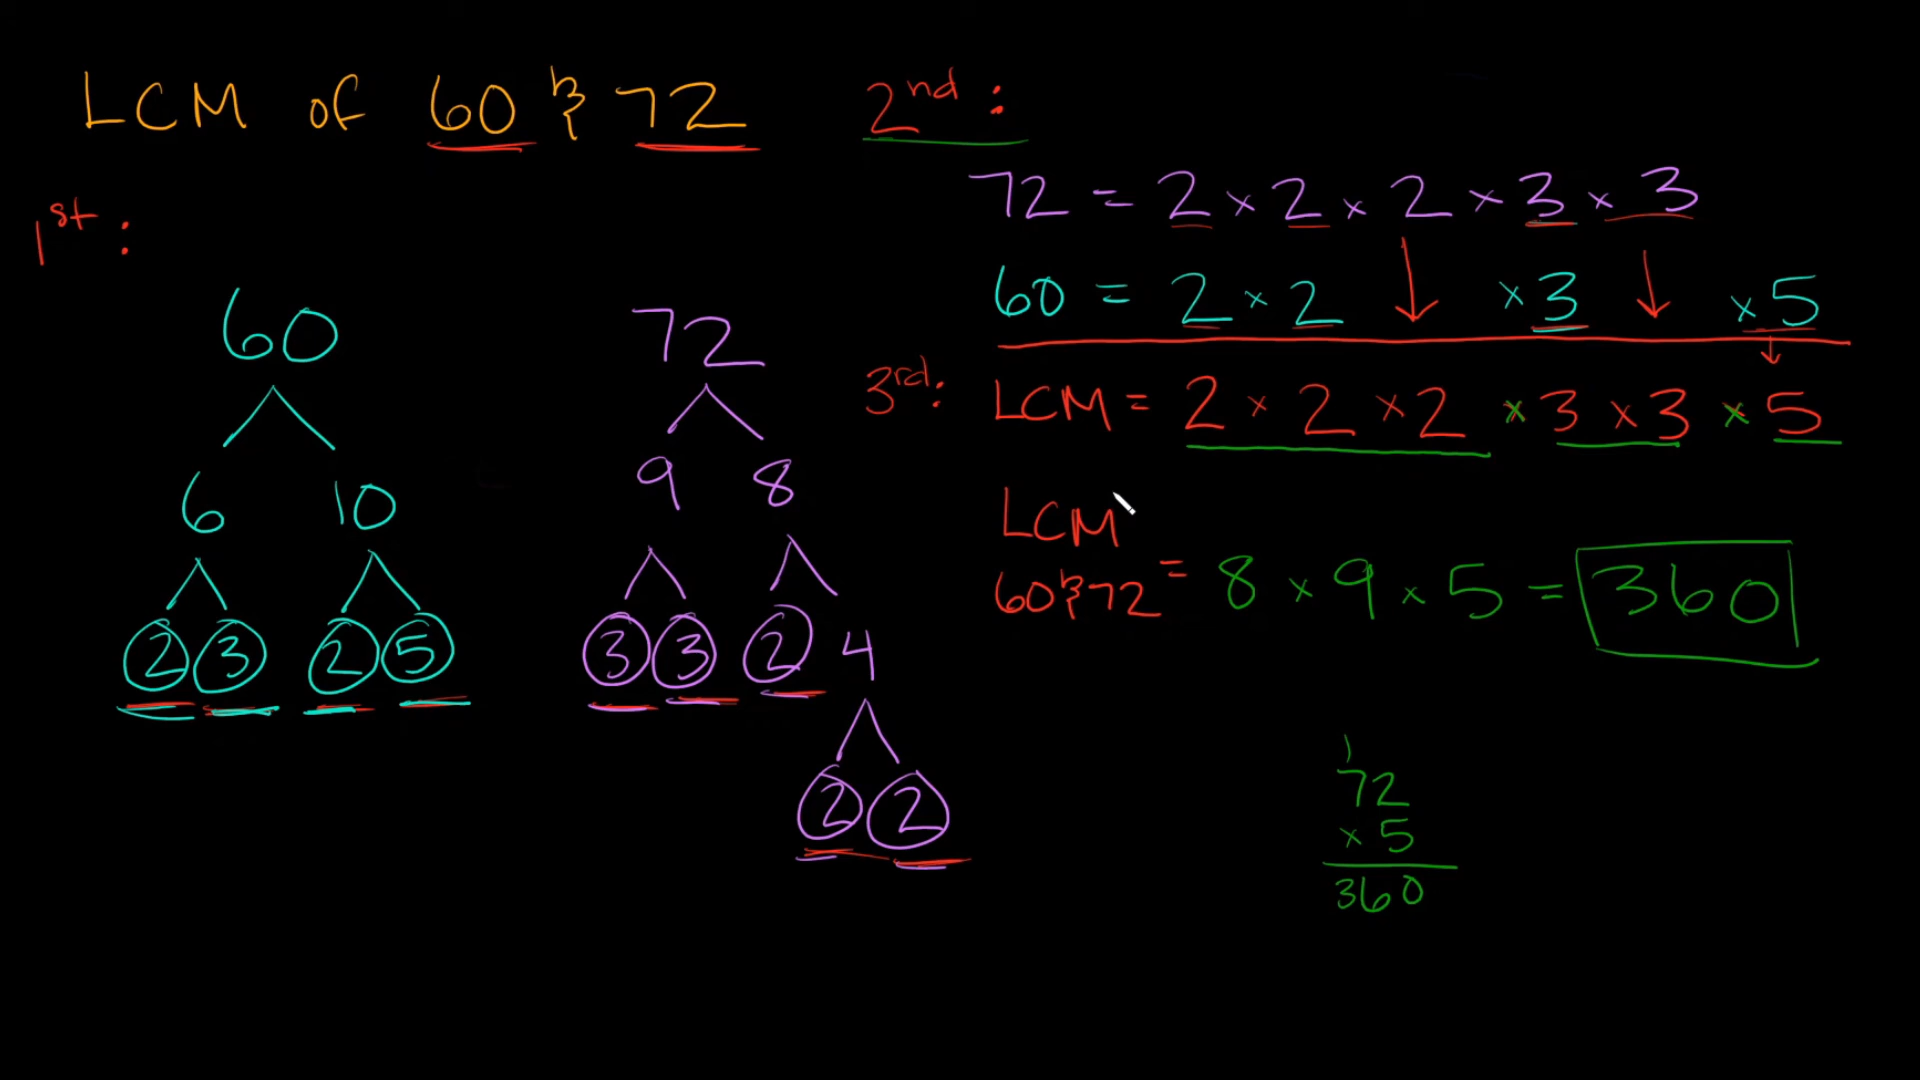 LCM of 60 & 72
1st:
60
6 10
2 3 2 5
72
9 8
3 3 2 4
2 2
2nd:
72 = 2 × 2 × 2 × 3 × 3
60 = 2 × 2 × 3 × 5
3rd: LCM = 2 × 2 × 2 × 3 × 3 × 5
LCM
60 & 72 = 8 × 9 × 5 = 360
1
72
× 5
360